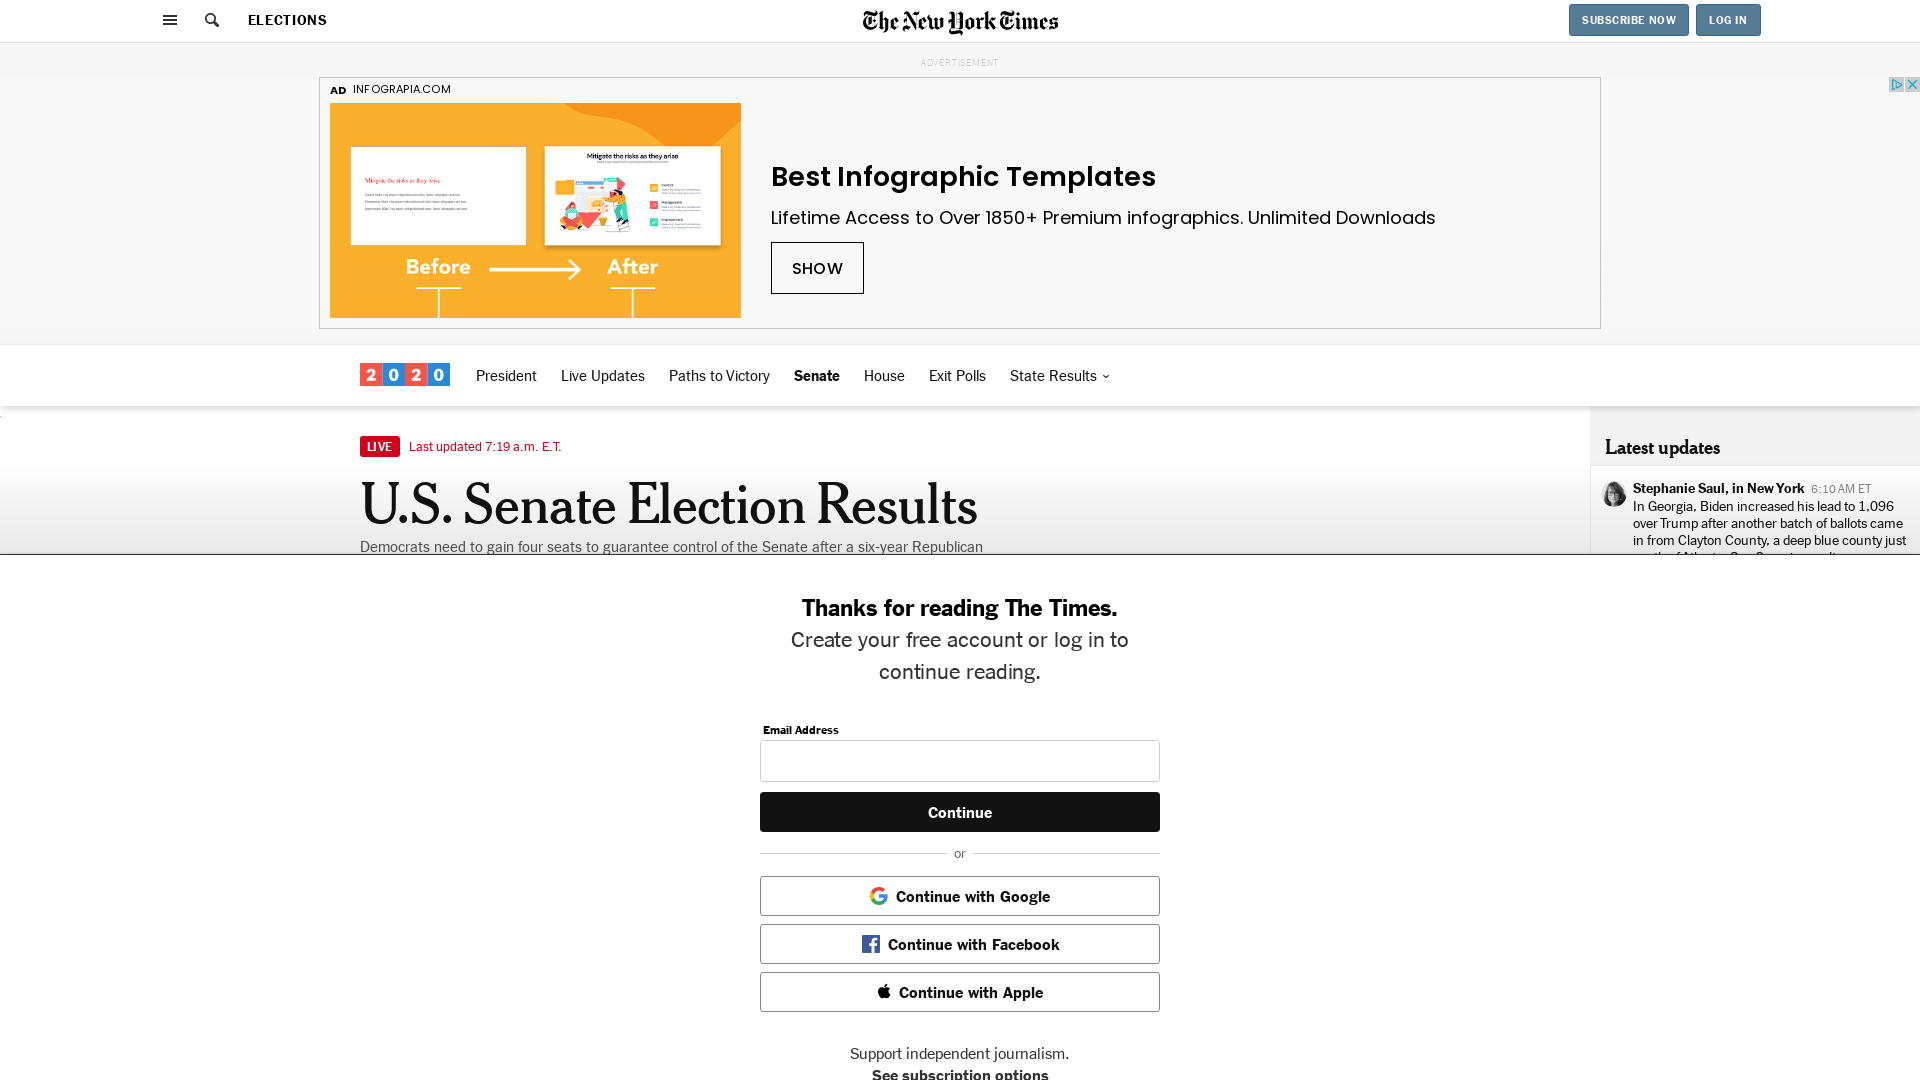 ELECTIONS
The New York Times
SUBSCRIBE NOW
LOG IN
ADVERTISEMENT
AD INFOGRAPIA.COM
Mitigate the risks as they arise
Mitigate the risks as they arise
Before
After
Best Infographic Templates
Lifetime Access to Over 1850+ Premium infographics. Unlimited Downloads
SHOW
2020
President
Live Updates
Paths to Victory
Senate
House
Exit Polls
State Results
LIVE Last updated 7:19 a.m. E.T.
U.S. Senate Election Results
Democrats need to gain four seats to guarantee control of the Senate after a six-year Republican
Latest updates
Stephanie Saul, in New York 6:10 AM ET
In Georgia, Biden increased his lead to 1,096
over Trump after another batch of ballots came
in from Clayton County, a deep blue county just
Thanks for reading The Times.
Create your free account or log in to
continue reading.
Email Address
Continue
or
Continue with Google
Continue with Facebook
Continue with Apple
Support independent journalism.
See subscription options